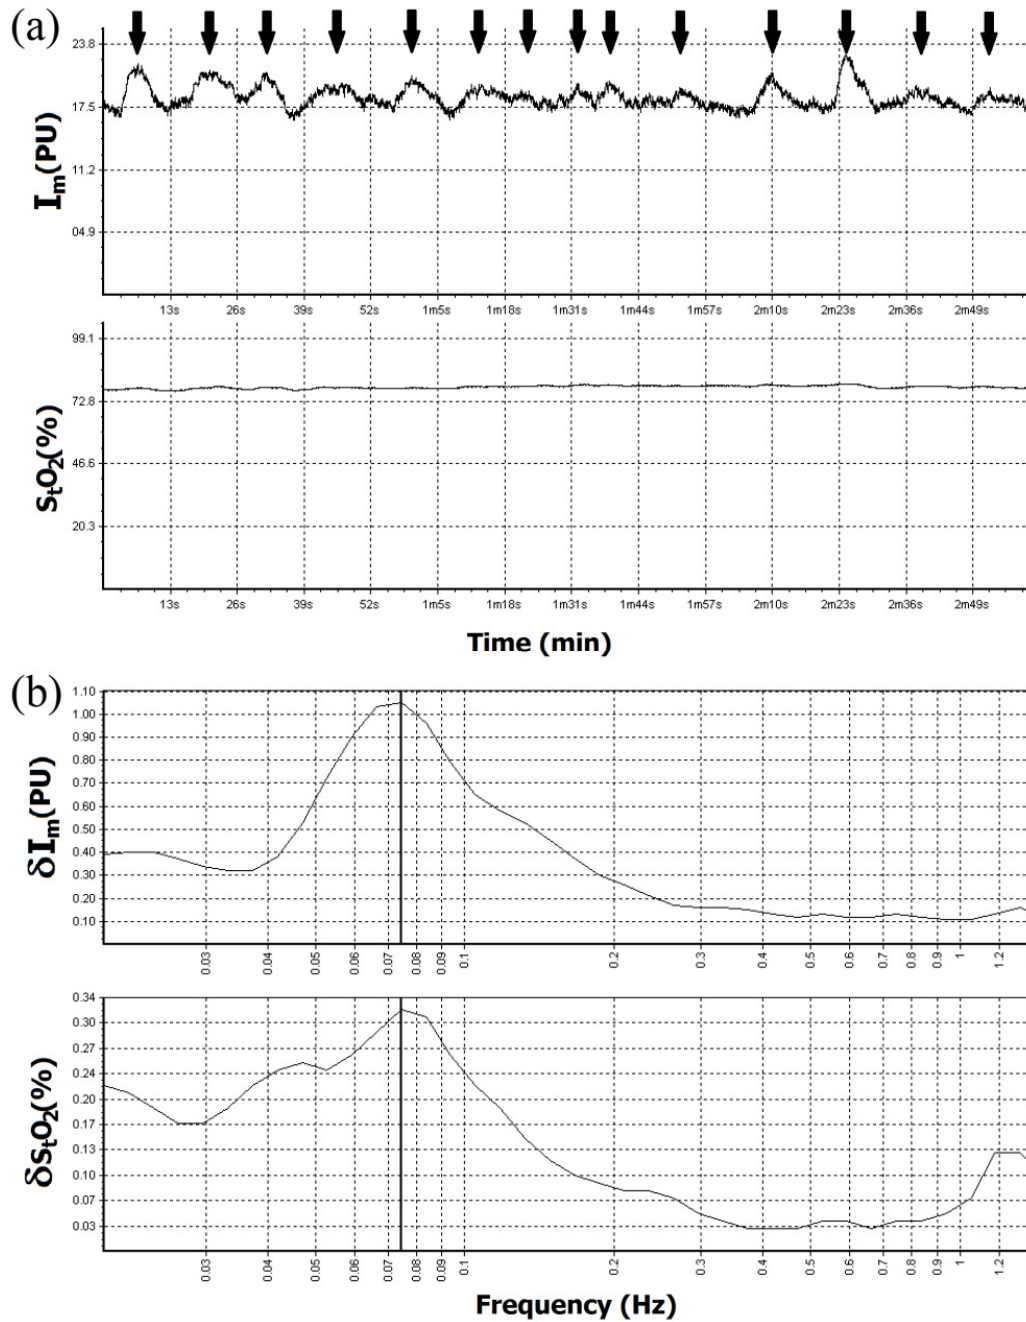 (a)
23.8
17.5
11.2
04.9
Im(PU)
13s 26s 39s 52s 1m5s 1m18s 1m31s 1m44s 1m57s 2m10s 2m23s 2m36s 2m49s
99.1
72.8
46.6
20.3
StO2(%)
13s 26s 39s 52s 1m5s 1m18s 1m31s 1m44s 1m57s 2m10s 2m23s 2m36s 2m49s
Time (min)
(b)
1.10
1.00
0.90
0.80
0.70
0.60
0.50
0.40
0.30
0.20
0.10
δIm(PU)
0.03 0.04 0.05 0.06 0.07 0.08 0.09 0.1 0.2 0.3 0.4 0.5 0.6 0.7 0.8 0.9 1 1.2
0.34
0.30
0.27
0.24
0.20
0.17
0.13
0.10
0.07
0.03
δStO2(%)
0.03 0.04 0.05 0.06 0.07 0.08 0.09 0.1 0.2 0.3 0.4 0.5 0.6 0.7 0.8 0.9 1 1.2
Frequency (Hz)